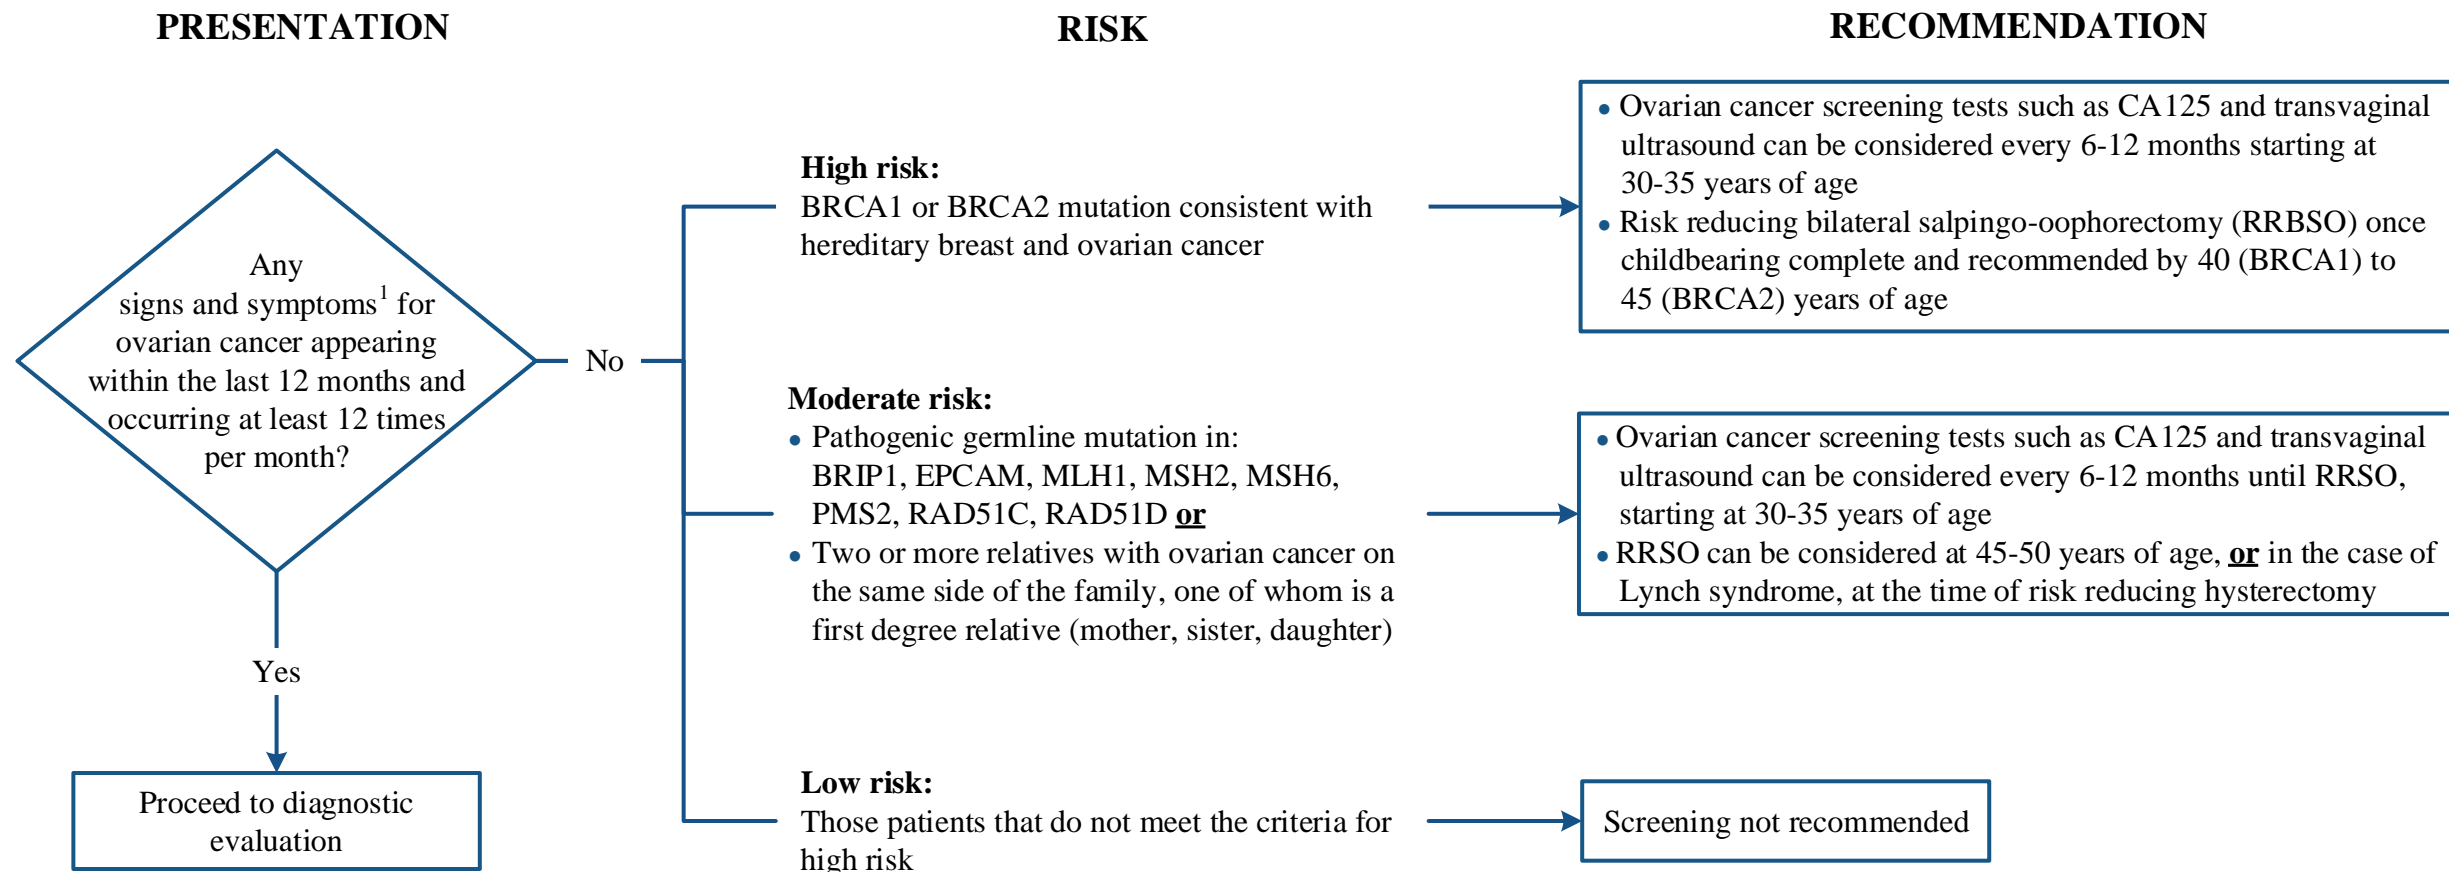 PRESENTATION
RISK
RECOMMENDATION
Any
signs and symptoms1 for
ovarian cancer appearing
within the last 12 months and
occurring at least 12 times
per month?
No
Yes
Proceed to diagnostic
evaluation
High risk:
BRCA1 or BRCA2 mutation consistent with
hereditary breast and ovarian cancer
• Ovarian cancer screening tests such as CA125 and transvaginal
ultrasound can be considered every 6-12 months starting at
30-35 years of age
• Risk reducing bilateral salpingo-oophorectomy (RRBSO) once
childbearing complete and recommended by 40 (BRCA1) to
45 (BRCA2) years of age
Moderate risk:
• Pathogenic germline mutation in:
BRIP1, EPCAM, MLH1, MSH2, MSH6,
PMS2, RAD51C, RAD51D or
• Two or more relatives with ovarian cancer on
the same side of the family, one of whom is a
first degree relative (mother, sister, daughter)
• Ovarian cancer screening tests such as CA125 and transvaginal
ultrasound can be considered every 6-12 months until RRSO,
starting at 30-35 years of age
• RRSO can be considered at 45-50 years of age, or in the case of
Lynch syndrome, at the time of risk reducing hysterectomy
Low risk:
Those patients that do not meet the criteria for
high risk
Screening not recommended